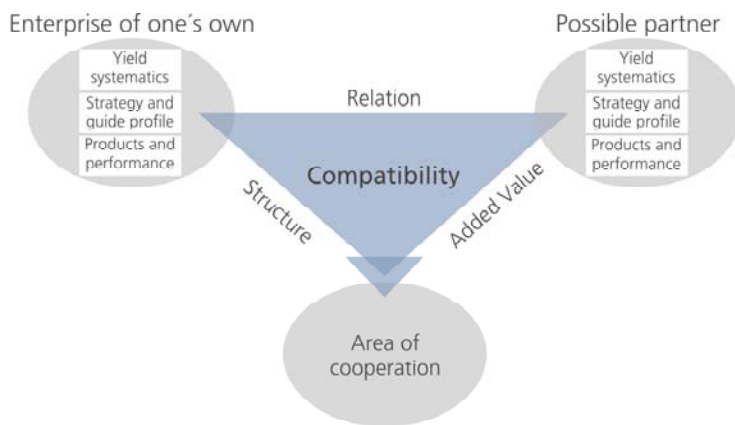 Enterprise of one´s own
Yield
systematics
Strategy and
guide profile
Products and
performance
Possible partner
Yield
systematics
Strategy and
guide profile
Products and
performance
Relation
Compatibility
Structure
Added Value
Area of
cooperation